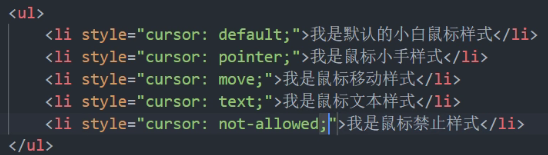 <ul>
<li style="cursor: default;">我是默认的小白鼠标样式</li>
<li style="cursor: pointer;">我是鼠标小手样式</li>
<li style="cursor: move;">我是鼠标移动样式</li>
<li style="cursor: text;">我是鼠标文本样式</li>
<li style="cursor: not-allowed;">我是鼠标禁止样式</li>
</ul>